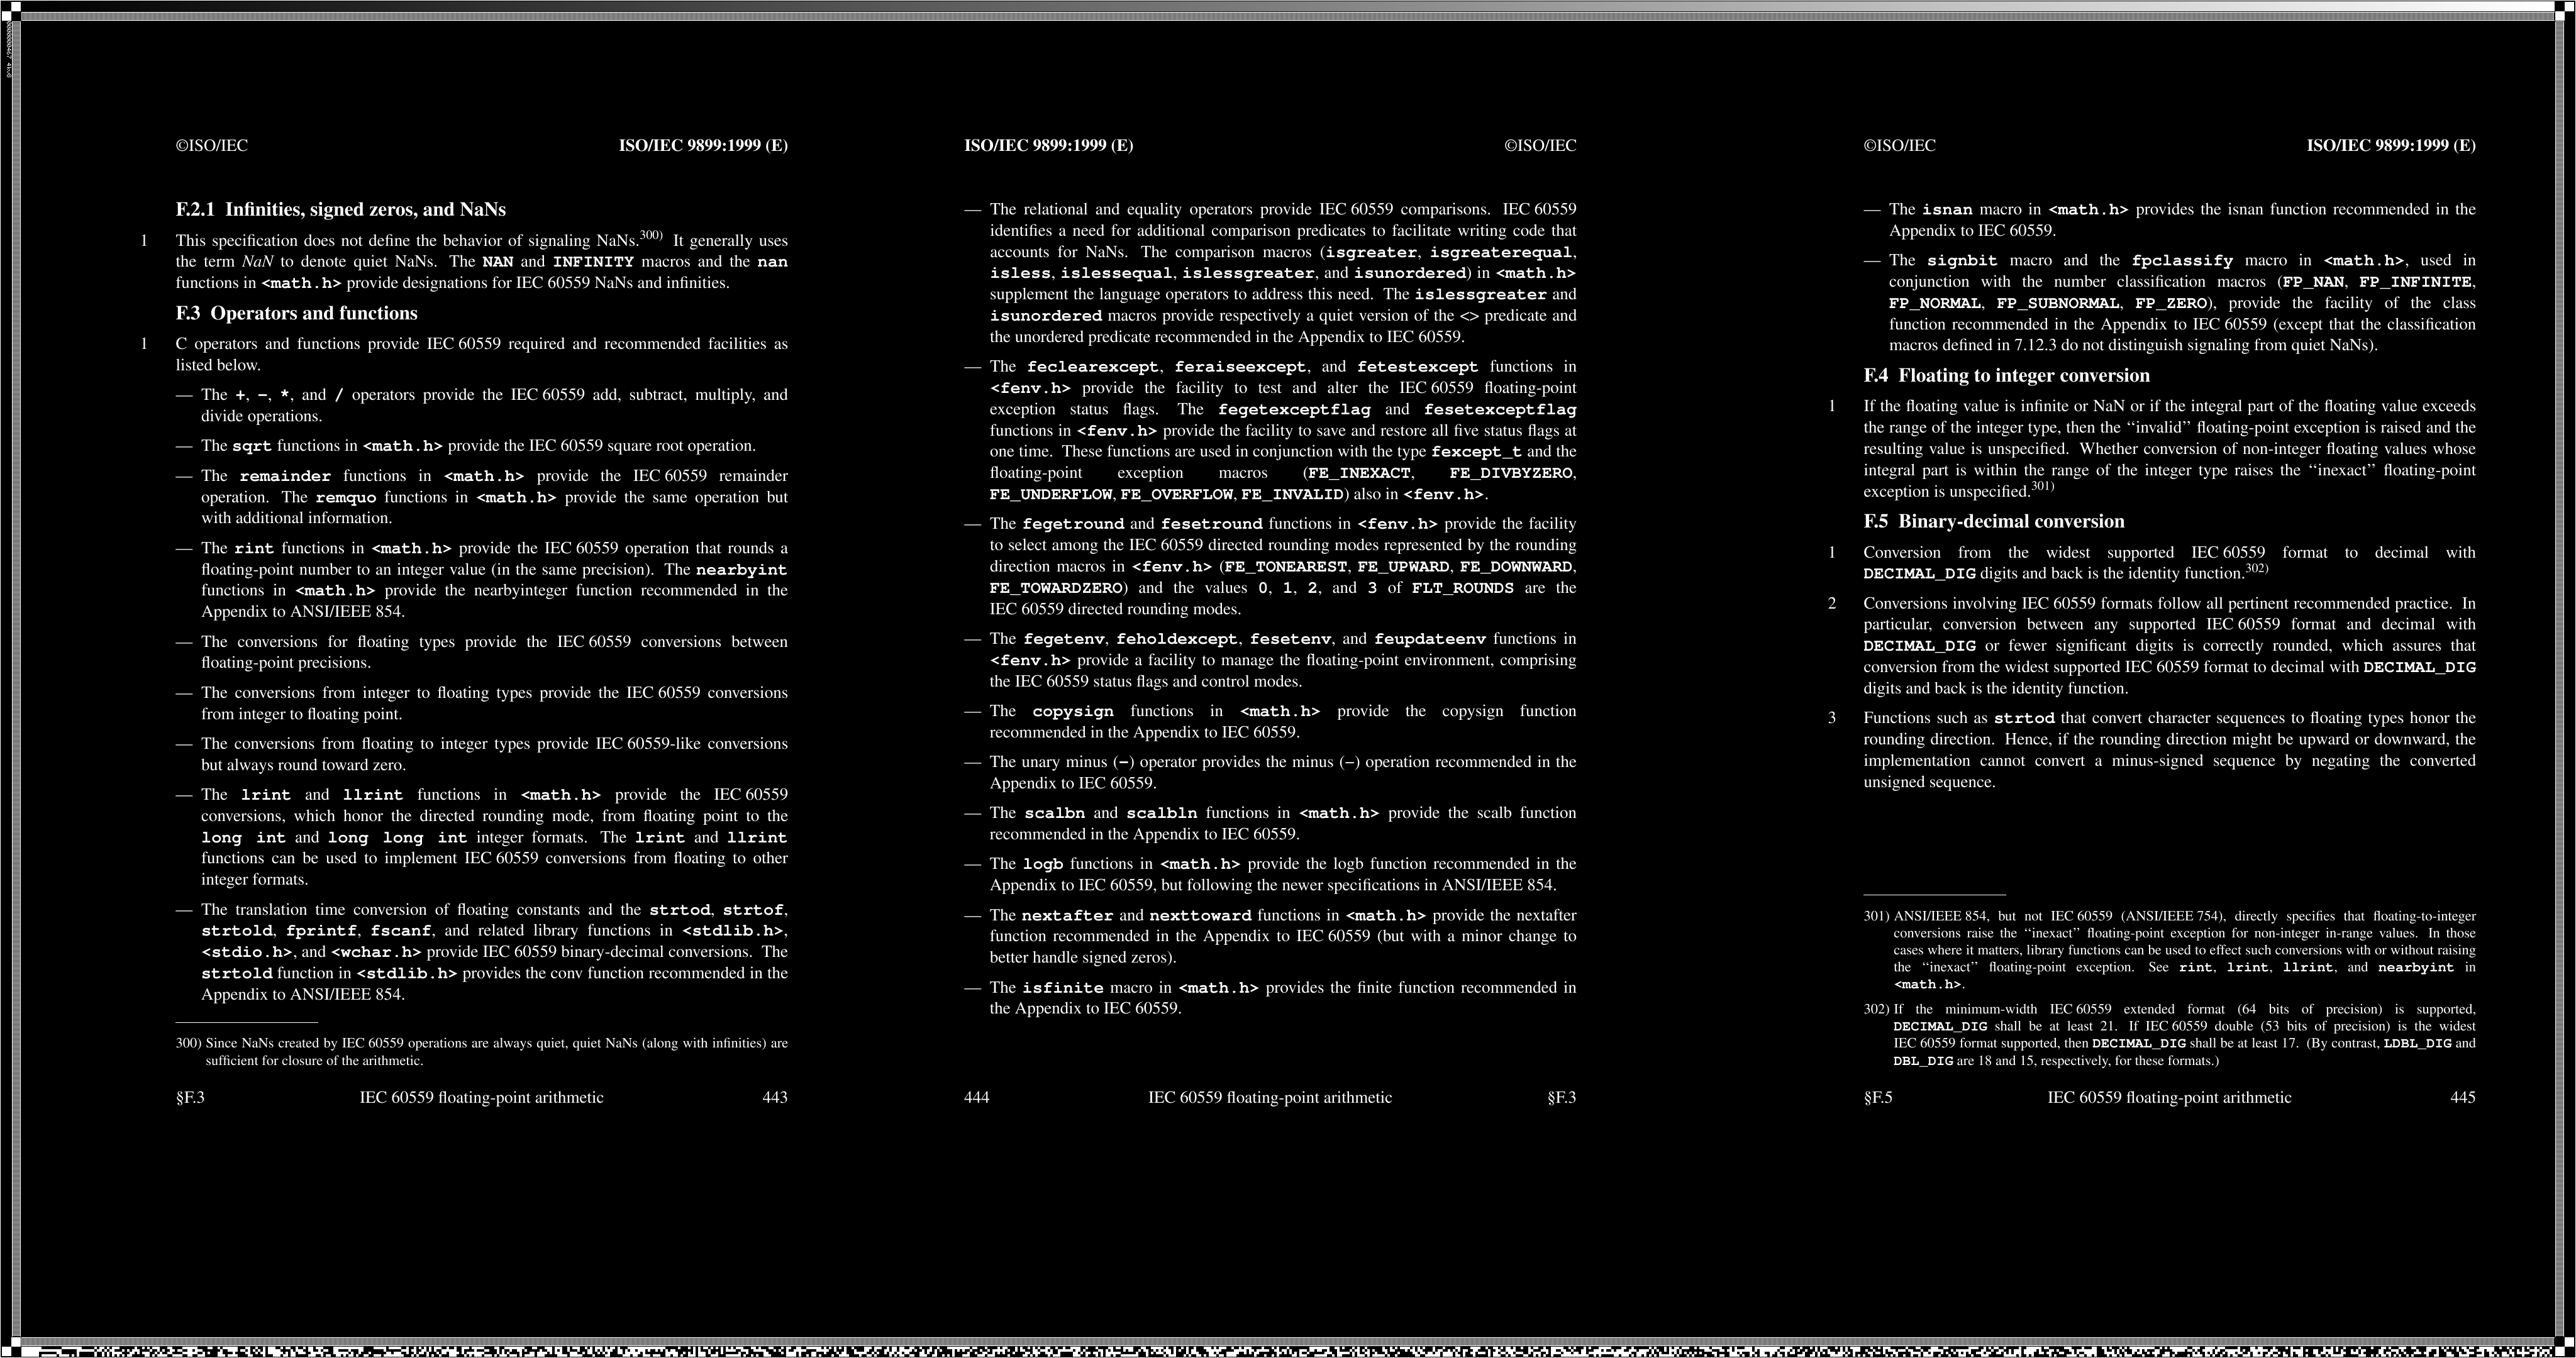 ©ISO/IEC ISO/IEC 9899:1999 (E)
F.2.1 Infinities, signed zeros, and NaNs
1 This specification does not define the behavior of signaling NaNs.300) It generally uses
the term NaN to denote quiet NaNs. The NAN and INFINITY macros and the nan
functions in <math.h> provide designations for IEC 60559 NaNs and infinities.
F.3 Operators and functions
1 C operators and functions provide IEC 60559 required and recommended facilities as
listed below.
— The +, −, *, and / operators provide the IEC 60559 add, subtract, multiply, and
divide operations.
— The sqrt functions in <math.h> provide the IEC 60559 square root operation.
— The remainder functions in <math.h> provide the IEC 60559 remainder
operation. The remquo functions in <math.h> provide the same operation but
with additional information.
— The rint functions in <math.h> provide the IEC 60559 operation that rounds a
floating-point number to an integer value (in the same precision). The nearbyint
functions in <math.h> provide the nearbyinteger function recommended in the
Appendix to ANSI/IEEE 854.
— The conversions for floating types provide the IEC 60559 conversions between
floating-point precisions.
— The conversions from integer to floating types provide the IEC 60559 conversions
from integer to floating point.
— The conversions from floating to integer types provide IEC 60559-like conversions
but always round toward zero.
— The lrint and llrint functions in <math.h> provide the IEC 60559
conversions, which honor the directed rounding mode, from floating point to the
long int and long long int integer formats. The lrint and llrint
functions can be used to implement IEC 60559 conversions from floating to other
integer formats.
— The translation time conversion of floating constants and the strtod, strtof,
strtold, fprintf, fscanf, and related library functions in <stdlib.h>,
<stdio.h>, and <wchar.h> provide IEC 60559 binary-decimal conversions. The
strtold function in <stdlib.h> provides the conv function recommended in the
Appendix to ANSI/IEEE 854.
300) Since NaNs created by IEC 60559 operations are always quiet, quiet NaNs (along with infinities) are
sufficient for closure of the arithmetic.
§F.3 IEC 60559 floating-point arithmetic 443
ISO/IEC 9899:1999 (E) ©ISO/IEC
— The relational and equality operators provide IEC 60559 comparisons. IEC 60559
identifies a need for additional comparison predicates to facilitate writing code that
accounts for NaNs. The comparison macros (isgreater, isgreaterequal,
isless, islessequal, islessgreater, and isunordered) in <math.h>
supplement the language operators to address this need. The islessgreater and
isunordered macros provide respectively a quiet version of the <> predicate and
the unordered predicate recommended in the Appendix to IEC 60559.
— The feclearexcept, feraiseexcept, and fetestexcept functions in
<fenv.h> provide the facility to test and alter the IEC 60559 floating-point
exception status flags. The fegetexceptflag and fesetexceptflag
functions in <fenv.h> provide the facility to save and restore all five status flags at
one time. These functions are used in conjunction with the type fexcept_t and the
floating-point exception macros (FE_INEXACT, FE_DIVBYZERO,
FE_UNDERFLOW, FE_OVERFLOW, FE_INVALID) also in <fenv.h>.
— The fegetround and fesetround functions in <fenv.h> provide the facility
to select among the IEC 60559 directed rounding modes represented by the rounding
direction macros in <fenv.h> (FE_TONEAREST, FE_UPWARD, FE_DOWNWARD,
FE_TOWARDZERO) and the values 0, 1, 2, and 3 of FLT_ROUNDS are the
IEC 60559 directed rounding modes.
— The fegetenv, feholdexcept, fesetenv, and feupdateenv functions in
<fenv.h> provide a facility to manage the floating-point environment, comprising
the IEC 60559 status flags and control modes.
— The copysign functions in <math.h> provide the copysign function
recommended in the Appendix to IEC 60559.
— The unary minus (−) operator provides the minus (−) operation recommended in the
Appendix to IEC 60559.
— The scalbn and scalbln functions in <math.h> provide the scalb function
recommended in the Appendix to IEC 60559.
— The logb functions in <math.h> provide the logb function recommended in the
Appendix to IEC 60559, but following the newer specifications in ANSI/IEEE 854.
— The nextafter and nexttoward functions in <math.h> provide the nextafter
function recommended in the Appendix to IEC 60559 (but with a minor change to
better handle signed zeros).
— The isfinite macro in <math.h> provides the finite function recommended in
the Appendix to IEC 60559.
444 IEC 60559 floating-point arithmetic §F.3
©ISO/IEC ISO/IEC 9899:1999 (E)
— The isnan macro in <math.h> provides the isnan function recommended in the
Appendix to IEC 60559.
— The signbit macro and the fpclassify macro in <math.h>, used in
conjunction with the number classification macros (FP_NAN, FP_INFINITE,
FP_NORMAL, FP_SUBNORMAL, FP_ZERO), provide the facility of the class
function recommended in the Appendix to IEC 60559 (except that the classification
macros defined in 7.12.3 do not distinguish signaling from quiet NaNs).
F.4 Floating to integer conversion
1 If the floating value is infinite or NaN or if the integral part of the floating value exceeds
the range of the integer type, then the ‘‘invalid’’ floating-point exception is raised and the
resulting value is unspecified. Whether conversion of non-integer floating values whose
integral part is within the range of the integer type raises the ‘‘inexact’’ floating-point
exception is unspecified.301)
F.5 Binary-decimal conversion
1 Conversion from the widest supported IEC 60559 format to decimal with
DECIMAL_DIG digits and back is the identity function.302)
2 Conversions involving IEC 60559 formats follow all pertinent recommended practice. In
particular, conversion between any supported IEC 60559 format and decimal with
DECIMAL_DIG or fewer significant digits is correctly rounded, which assures that
conversion from the widest supported IEC 60559 format to decimal with DECIMAL_DIG
digits and back is the identity function.
3 Functions such as strtod that convert character sequences to floating types honor the
rounding direction. Hence, if the rounding direction might be upward or downward, the
implementation cannot convert a minus-signed sequence by negating the converted
unsigned sequence.
301) ANSI/IEEE 854, but not IEC 60559 (ANSI/IEEE 754), directly specifies that floating-to-integer
conversions raise the ‘‘inexact’’ floating-point exception for non-integer in-range values. In those
cases where it matters, library functions can be used to effect such conversions with or without raising
the ‘‘inexact’’ floating-point exception. See rint, lrint, llrint, and nearbyint in
<math.h>.
302) If the minimum-width IEC 60559 extended format (64 bits of precision) is supported,
DECIMAL_DIG shall be at least 21. If IEC 60559 double (53 bits of precision) is the widest
IEC 60559 format supported, then DECIMAL_DIG shall be at least 17. (By contrast, LDBL_DIG and
DBL_DIG are 18 and 15, respectively, for these formats.)
§F.5 IEC 60559 floating-point arithmetic 445